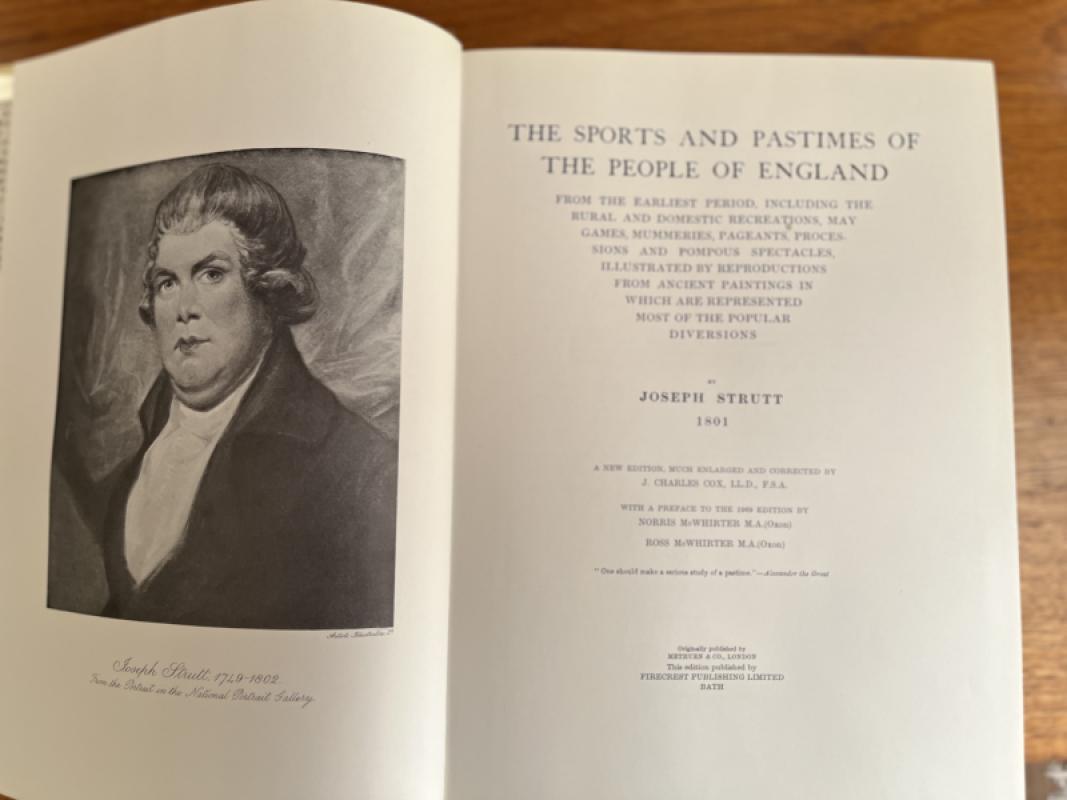 Artists Illustrators Ld
Joseph Strutt, 1749-1802.
From the Portrait in the National Portrait Gallery.
THE SPORTS AND PASTIMES OF
THE PEOPLE OF ENGLAND
FROM THE EARLIEST PERIOD, INCLUDING THE
RURAL AND DOMESTIC RECREATIONS, MAY
GAMES, MUMMERIES, PAGEANTS, PROCES-
SIONS AND POMPOUS SPECTACLES,
ILLUSTRATED BY REPRODUCTIONS
FROM ANCIENT PAINTINGS IN
WHICH ARE REPRESENTED
MOST OF THE POPULAR
DIVERSIONS
BY
JOSEPH STRUTT
1801
A NEW EDITION, MUCH ENLARGED AND CORRECTED BY
J. CHARLES COX, LL.D., F.S.A.
WITH A PREFACE TO THE 1969 EDITION BY
NORRIS McWHIRTER M.A.(Oxon)
ROSS McWHIRTER M.A.(Oxon)
"One should make a serious study of a pastime."—Alexander the Great
Originally published by
METHUEN & CO., LONDON
This edition published by
FIRECREST PUBLISHING LIMITED
BATH